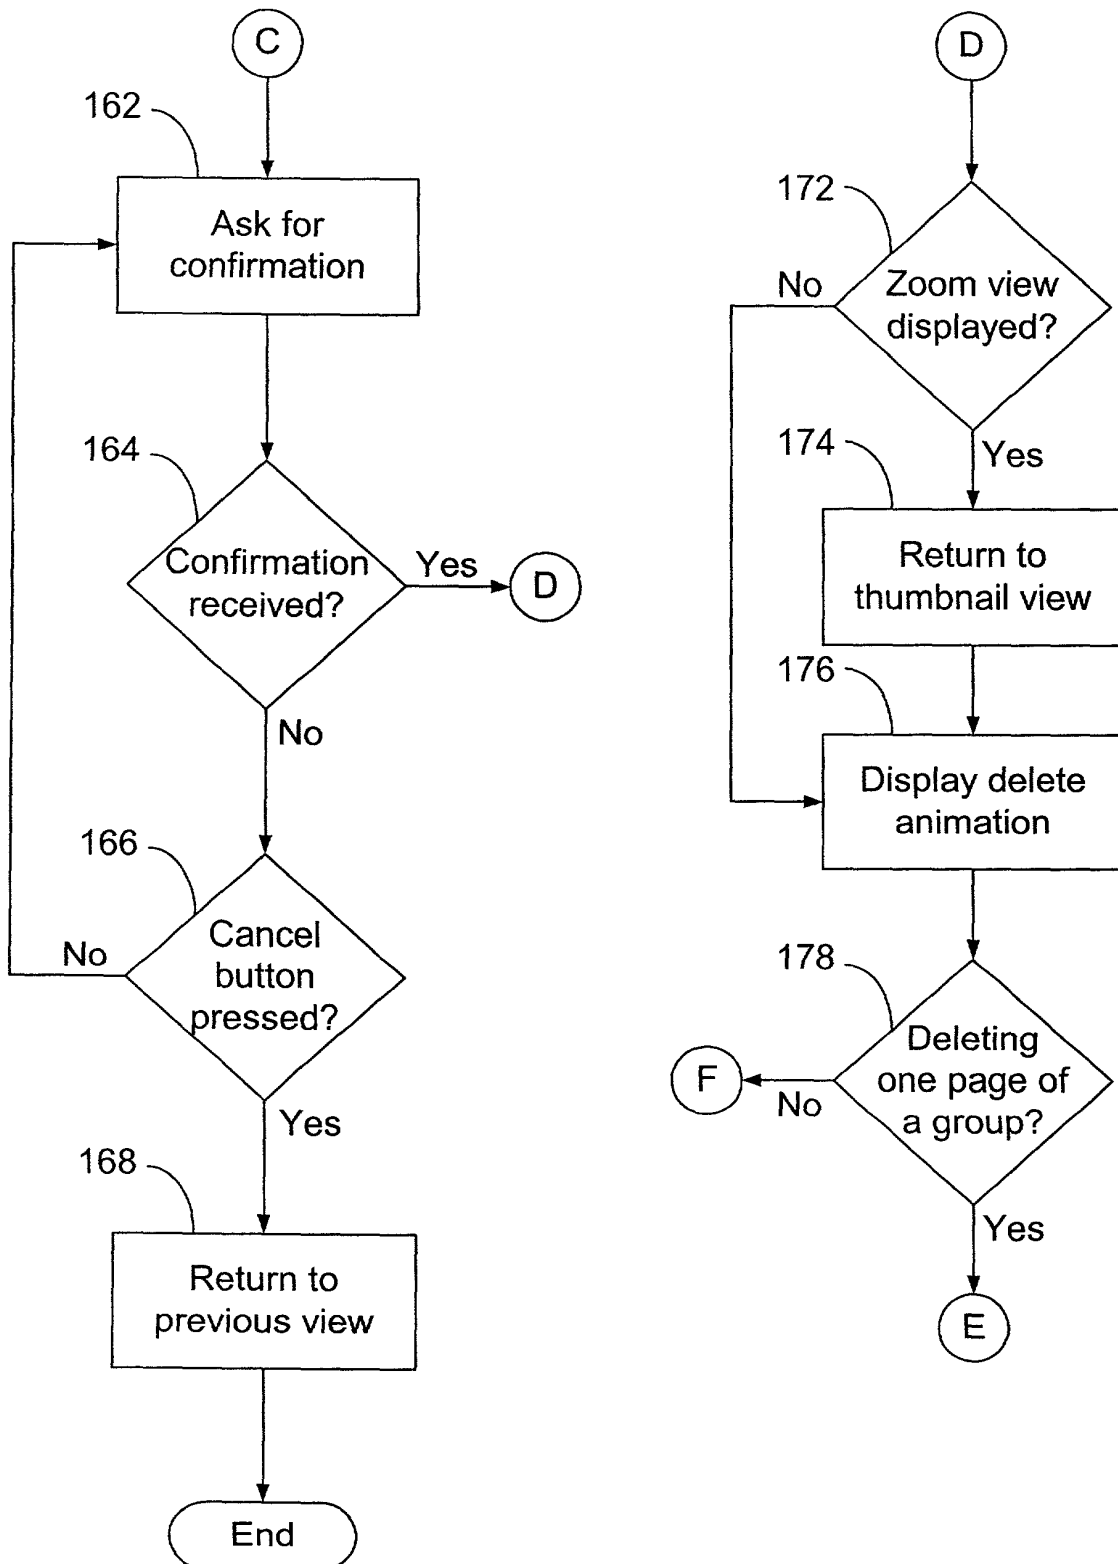 C
162
Ask for
confirmation
164
Confirmation
received?
Yes
D
No
166
Cancel
button
pressed?
No
Yes
168
Return to
previous view
End
D
172
Zoom view
displayed?
No
Yes
174
Return to
thumbnail view
176
Display delete
animation
178
Deleting
one page of
a group?
F
No
Yes
E